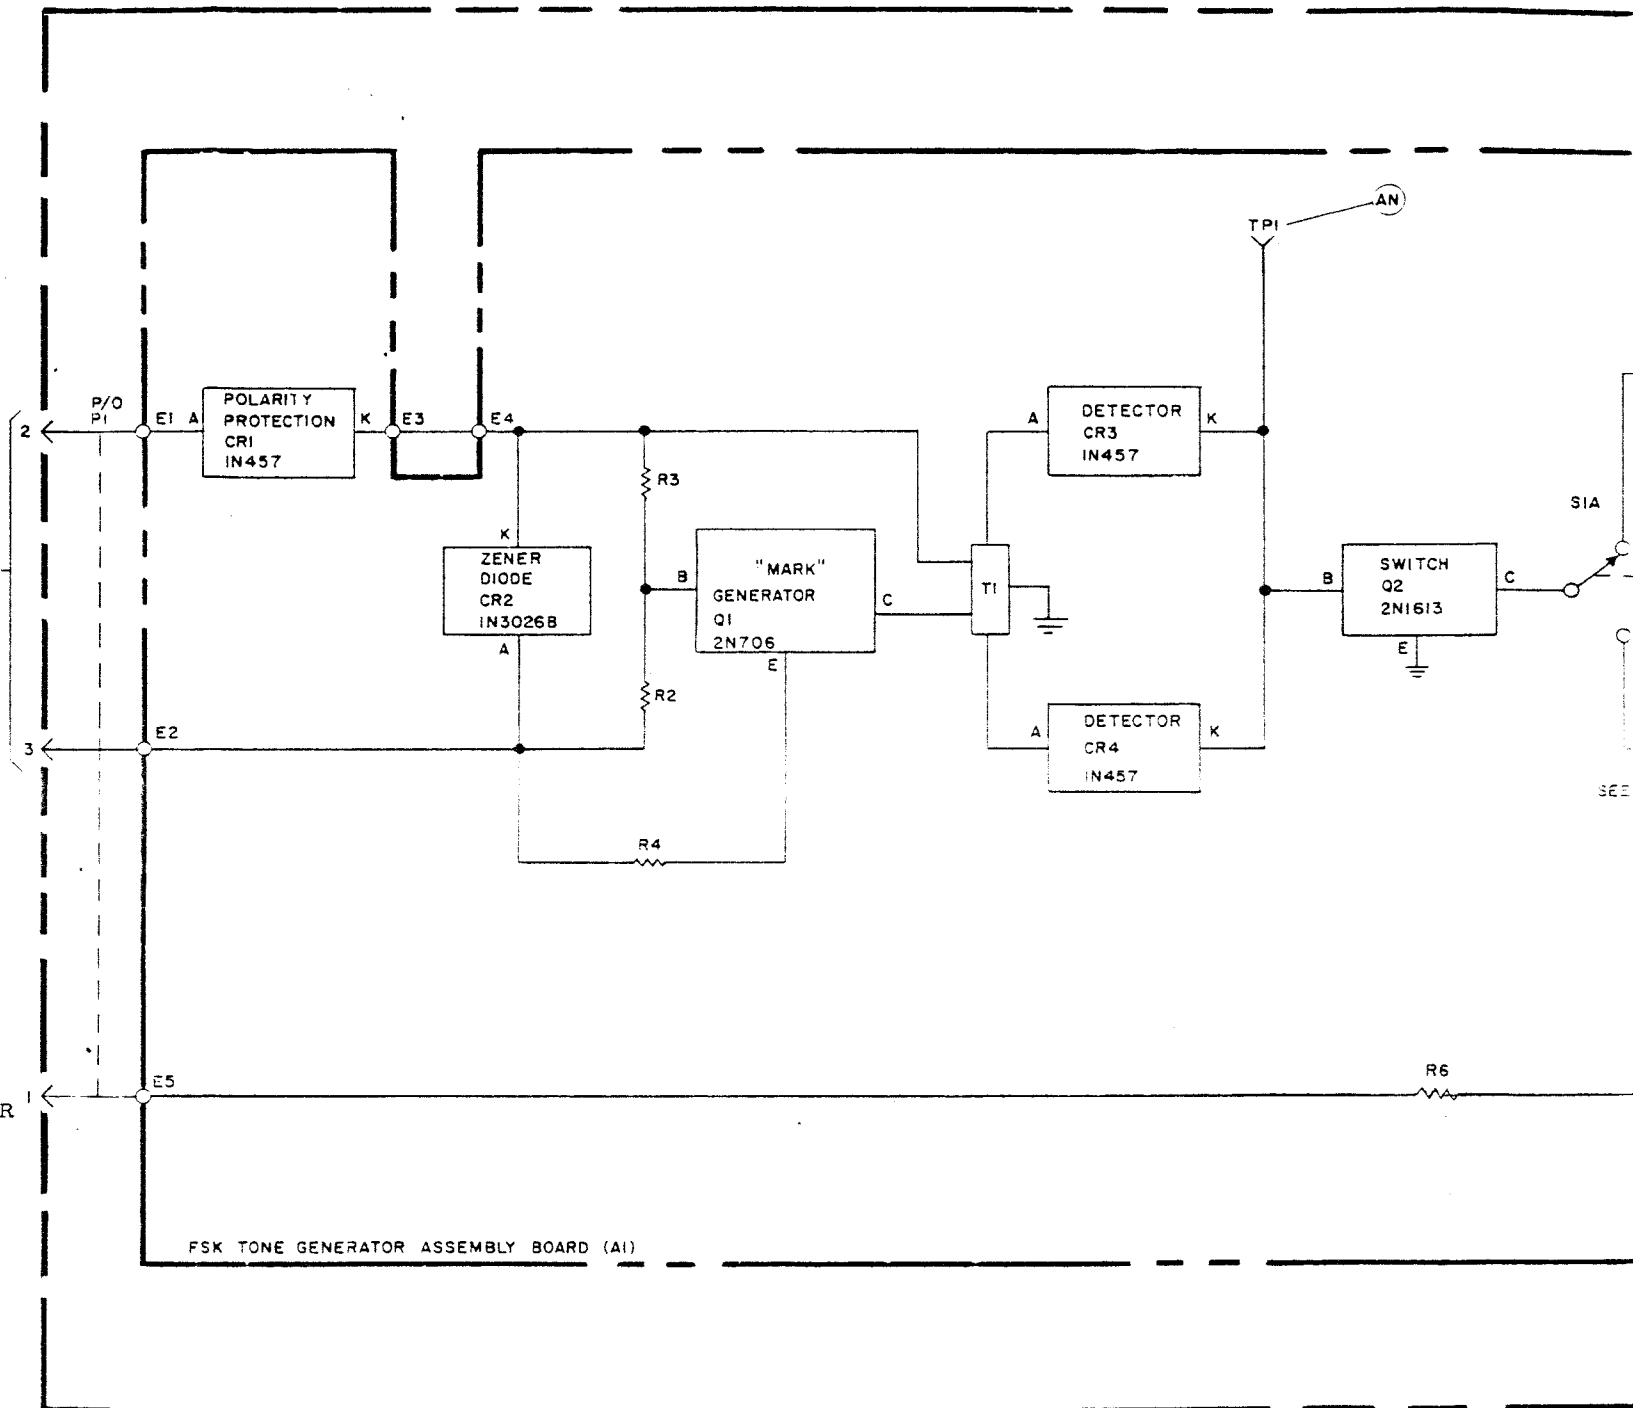 AN
TP1
P/O
P1
2
E1
A
POLARITY
PROTECTION
CR1
1N457
K
E3
E4
A
DETECTOR
CR3
1N457
K
R3
S1A
K
ZENER
DIODE
CR2
1N3026B
A
B
"MARK"
GENERATOR
Q1
2N706
C
E
T1
B
SWITCH
Q2
2N1613
C
E
R2
3
E2
A
DETECTOR
CR4
1N457
K
SEE
R4
1
E5
R
R6
FSK TONE GENERATOR ASSEMBLY BOARD (A1)